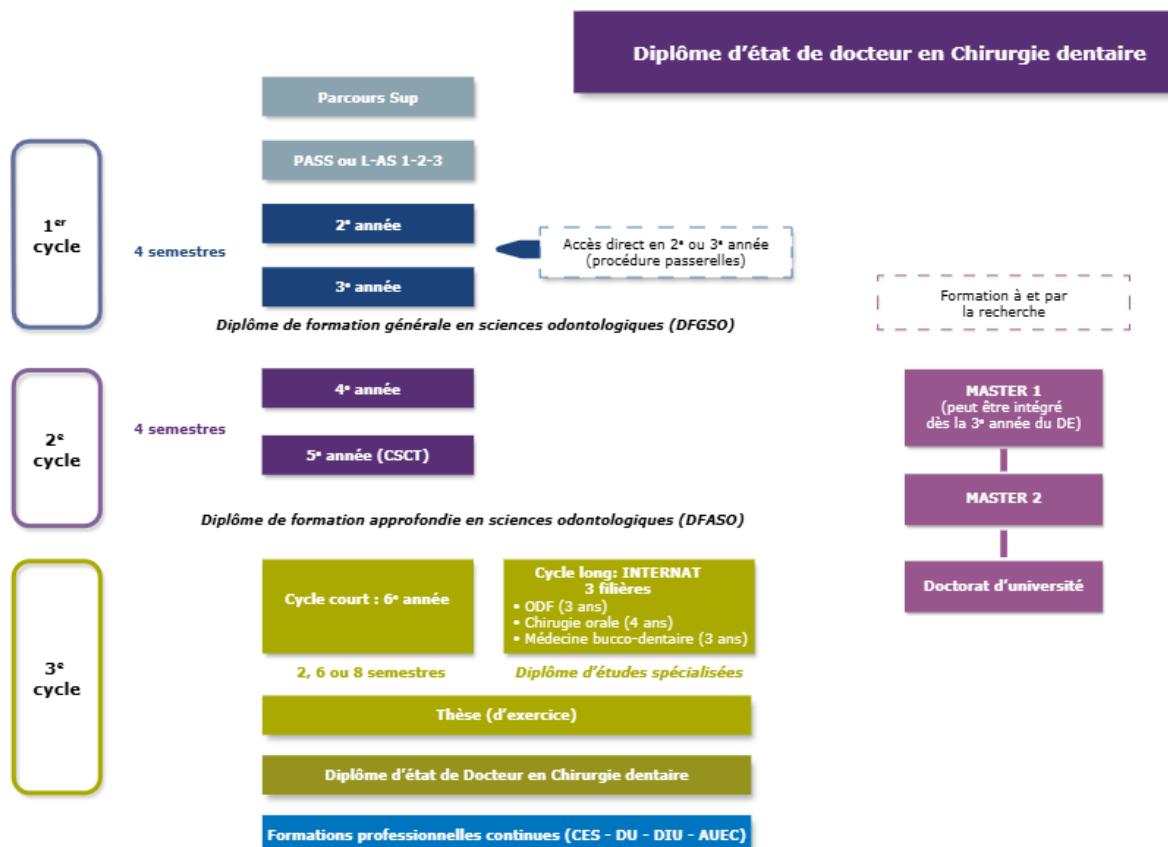 Diplôme d'état de docteur en Chirurgie dentaire
Parcours Sup
PASS ou L-AS 1-2-3
1er
cycle
4 semestres
2e année
3e année
Accès direct en 2e ou 3e année
(procédure passerelles)
Diplôme de formation générale en sciences odontologiques (DFGSO)
Formation à et par
la recherche
2e
cycle
4 semestres
4e année
5e année (CSCT)
Diplôme de formation approfondie en sciences odontologiques (DFASO)
MASTER 1
(peut être intégré
dès la 3e année du DE)
MASTER 2
Doctorat d'université
3e
cycle
Cycle court : 6e année
Cycle long: INTERNAT
3 filières
• ODF (3 ans)
• Chirugie orale (4 ans)
• Médecine bucco-dentaire (3 ans)
2, 6 ou 8 semestres
Diplôme d'études spécialisées
Thèse (d'exercice)
Diplôme d'état de Docteur en Chirurgie dentaire
Formations professionnelles continues (CES - DU - DIU - AUEC)